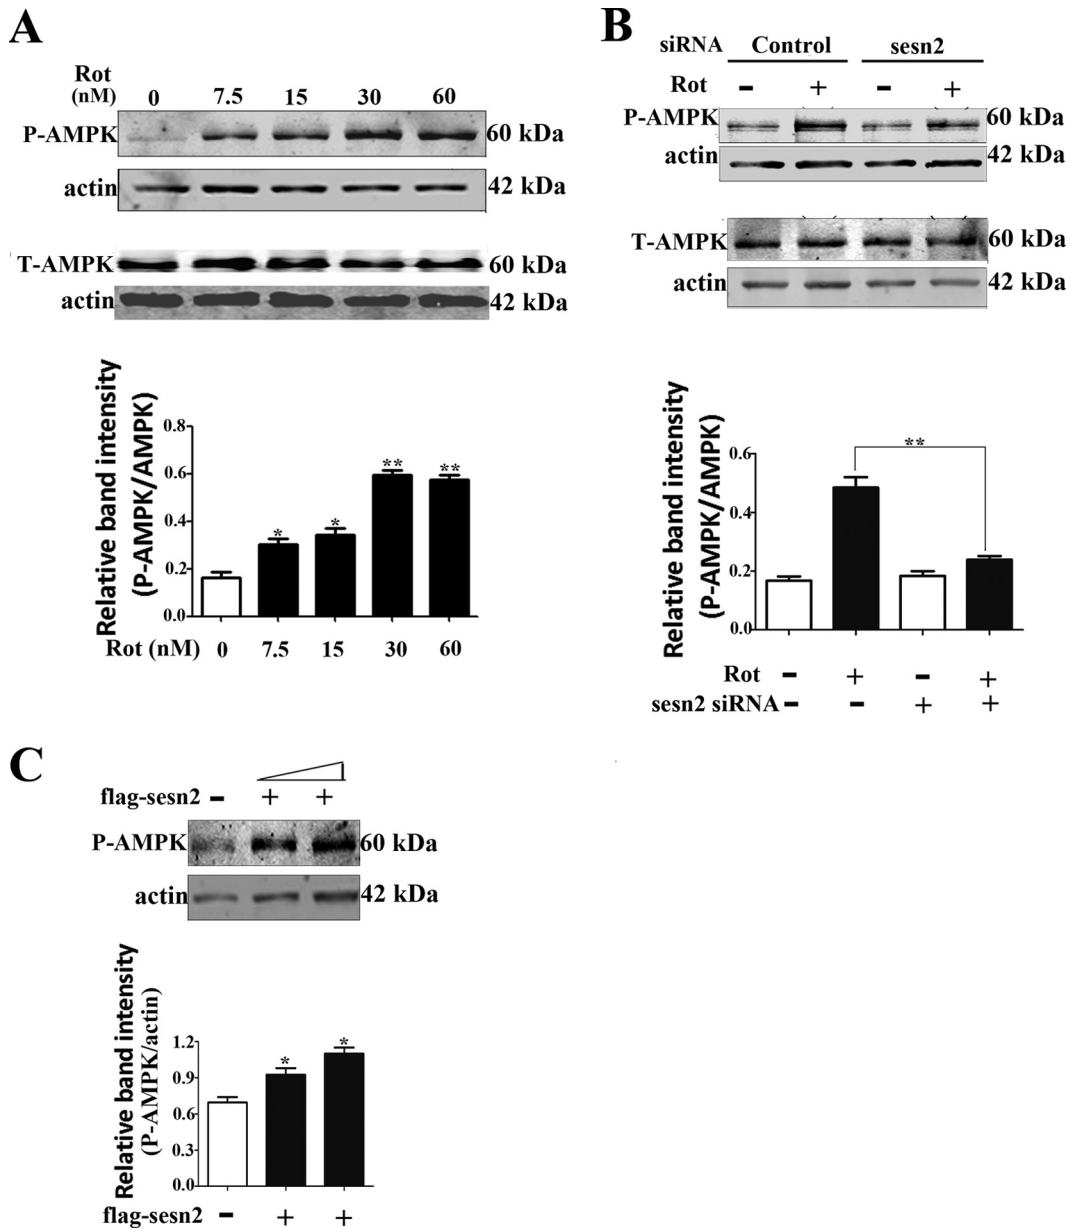 A
Rot
(nM)
0 7.5 15 30 60
P-AMPK 60 kDa
actin 42 kDa
T-AMPK 60 kDa
actin 42 kDa
Relative band intensity
(P-AMPK/AMPK)
0.8
0.4
0.2
0.0
* * ** **
Rot (nM) 0 7.5 15 30 60
B
siRNA Control sesn2
Rot - + - +
P-AMPK 60 kDa
actin 42 kDa
T-AMPK 60 kDa
actin 42 kDa
Relative band intensity
(P-AMPK/AMPK)
0.6
0.4
0.2
0.0
**
Rot - + - +
sesn2 siRNA - - + +
C
flag-sesn2 - + +
P-AMPK 60 kDa
actin 42 kDa
Relative band intensity
(P-AMPK/actin)
1.2
0.9
0.6
0.3
0.0
* *
flag-sesn2 - + +